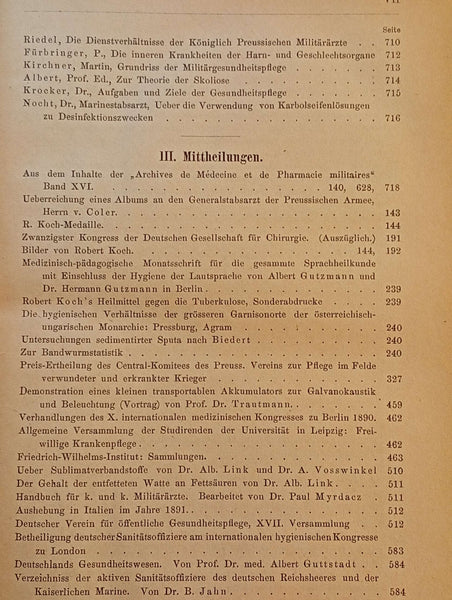 VII
Seite
Riedel, Die Dienstverhältnisse der Königlich Preussischen Militärärzte . . 710
Fürbringer, P., Die inneren Krankheiten der Harn- und Geschlechtsorgane 712
Kirchner, Martin, Grundriss der Militärgesundheitspflege . . . . . 713
Albert, Prof. Ed., Zur Theorie der Skoliose . . . . . . . . . 714
Krocker, Dr., Aufgaben und Ziele der Gesundheitspflege . . . . . . 715
Nocht, Dr., Marinestabsarzt, Ueber die Verwendung von Karbolseifenlösungen
zu Desinfektionszwecken . . . . . . . . . . . . . . 716
III. Mittheilungen.
Aus dem Inhalte der „Archives de Médecine et de Pharmacie militaires“
Band XVI. . . . . . . . . . . . . . 140, 628, 718
Ueberreichung eines Albums an den Generalstabsarzt der Preussischen Armee,
Herrn v. Coler . . . . . . . . . . . . . . . . 143
R. Koch-Medaille. . . . . . . . . . . . . . . . . 144
Zwanzigster Kongress der Deutschen Gesellschaft für Chirurgie. (Auszüglich.) 191
Bilder von Robert Koch. . . . . . . . . . . . . . 144, 192
Medizinisch-pädagogische Monatsschrift für die gesammte Sprachheilkunde
mit Einschluss der Hygiene der Lautsprache von Albert Gutzmann und
Dr. Hermann Gutzmann in Berlin . . . . . . . . . . . 239
Robert Koch's Heilmittel gegen die Tuberkulose, Sonderabdrucke . . . . 239
Die hygienischen Verhältnisse der grösseren Garnisonorte der österreichisch-
ungarischen Monarchie: Pressburg, Agram . . . . . . . . . 240
Untersuchungen sedimentirter Sputa nach Biedert . . . . . . . . 240
Zur Bandwurmstatistik . . . . . . . . . . . . . . . 240
Preis-Ertheilung des Central-Komitees des Preuss. Vereins zur Pflege im Felde
verwundeter und erkrankter Krieger . . . . . . . . . . 327
Demonstration eines kleinen transportablen Akkumulators zur Galvanokaustik
und Beleuchtung (Vortrag) von Prof. Dr. Trautmann. . . . . . 459
Verhandlungen des X. internationalen medizinischen Kongresses zu Berlin 1890. 462
Allgemeine Versammlung der Studirenden der Universität in Leipzig: Frei-
willige Krankenpflege . . . . . . . . . . . . . . . 462
Friedrich-Wilhelms-Institut: Sammlungen. . . . . . . . . . . 463
Ueber Sublimatverbandstoffe von Dr. Alb. Link und Dr. A. Vosswinkel 510
Der Gehalt der entfetteten Watte an Fettsäuren von Dr. Alb. Link . . . 511
Handbuch für k. und k. Militärärzte. Bearbeitet von Dr. Paul Myrdacz . 511
Aushebung in Italien im Jahre 1891. . . . . . . . . . . . 512
Deutscher Verein für öffentliche Gesundheitspflege, XVII. Versammlung . . 512
Betheiligung deutscher Sanitätsoffiziere am internationalen hygienischen Kongresse
zu London . . . . . . . . . . . . . . . . . . 583
Deutschlands Gesundheitswesen. Von Prof. Dr. med. Albert Guttstadt . . 584
Verzeichniss der aktiven Sanitätsoffiziere des deutschen Reichsheeres und der
Kaiserlichen Marine. Von Dr. B. Jahn . . . . . . . . . . 584